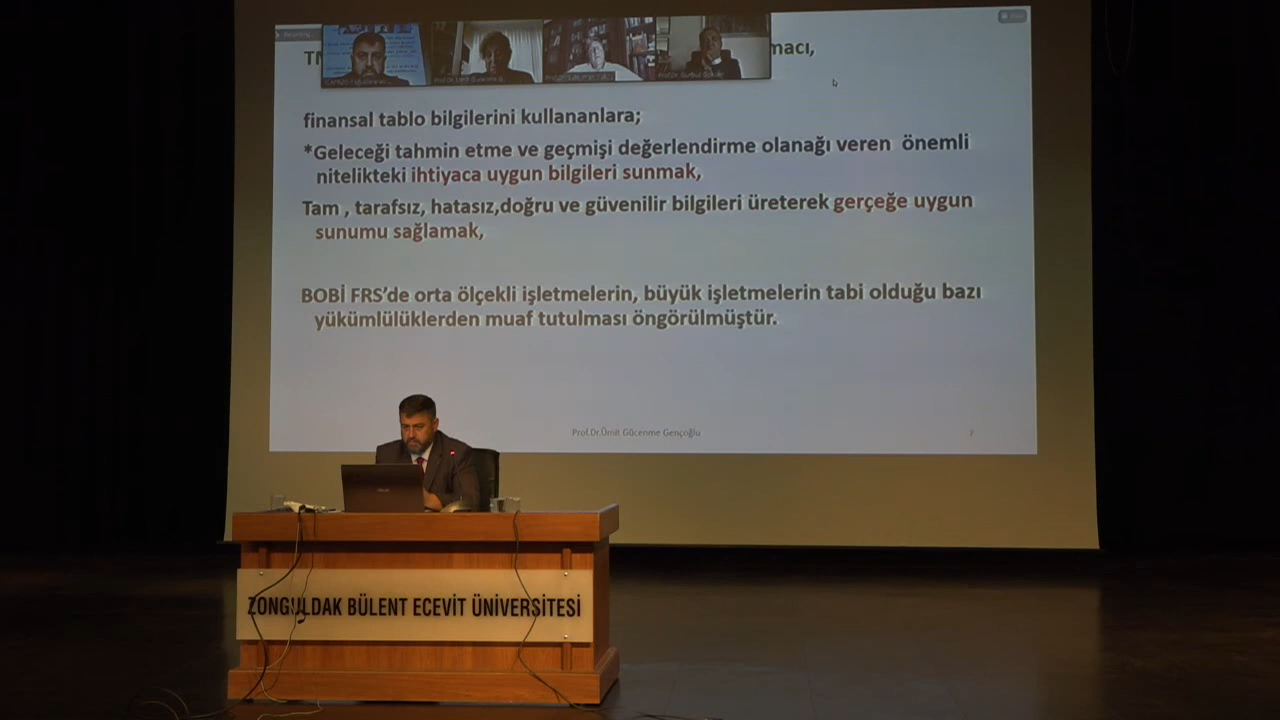 macı,
finansal tablo bilgilerini kullananlara;
*Geleceği tahmin etme ve geçmişi değerlendirme olanağı veren önemli
nitelikteki ihtiyaca uygun bilgileri sunmak,
Tam , tarafsız, hatasız,doğru ve güvenilir bilgileri üreterek gerçeğe uygun
sunumu sağlamak,
BOBİ FRS’de orta ölçekli işletmelerin, büyük işletmelerin tabi olduğu bazı
yükümlülüklerden muaf tutulması öngörülmüştür.
Prof.Dr.Ümit Gücenme Gençoğlu
7
ZONGULDAK BÜLENT ECEVİT ÜNİVERSİTESİ